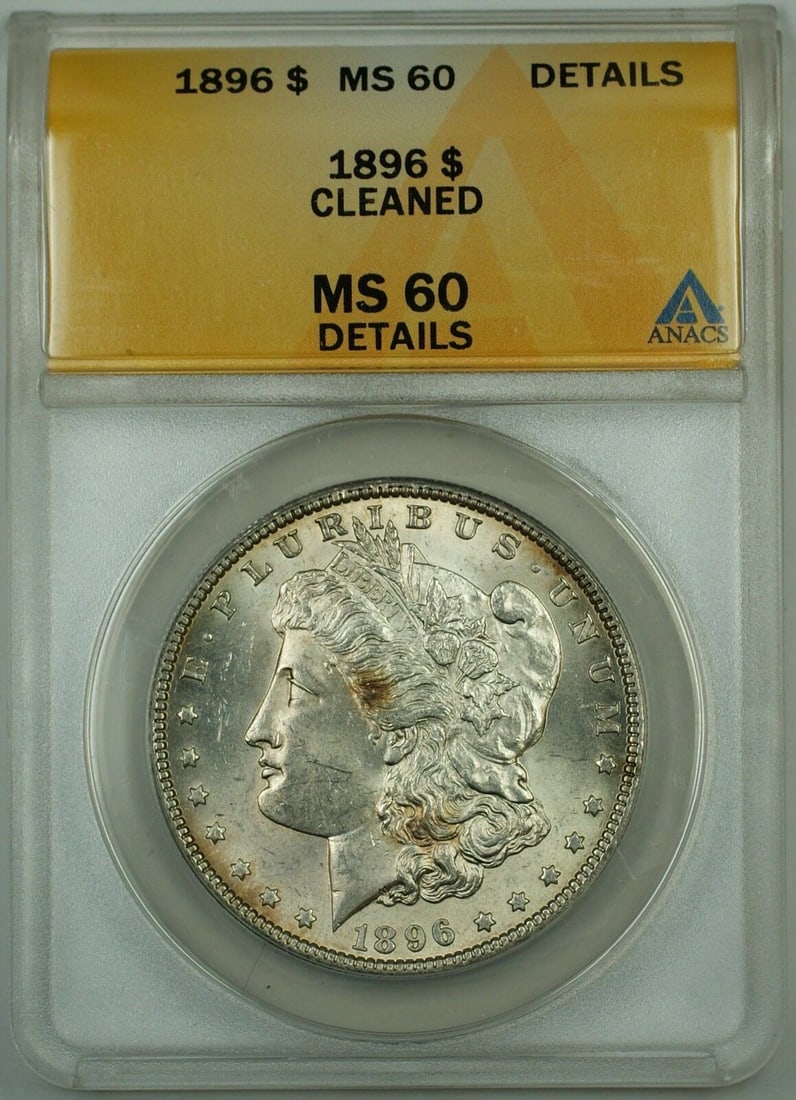 1896 $ MS 60 DETAILS
1896 $
CLEANED
MS 60
DETAILS
ANACS
E · PLURIBUS · UNUM
LIBERTY
1896